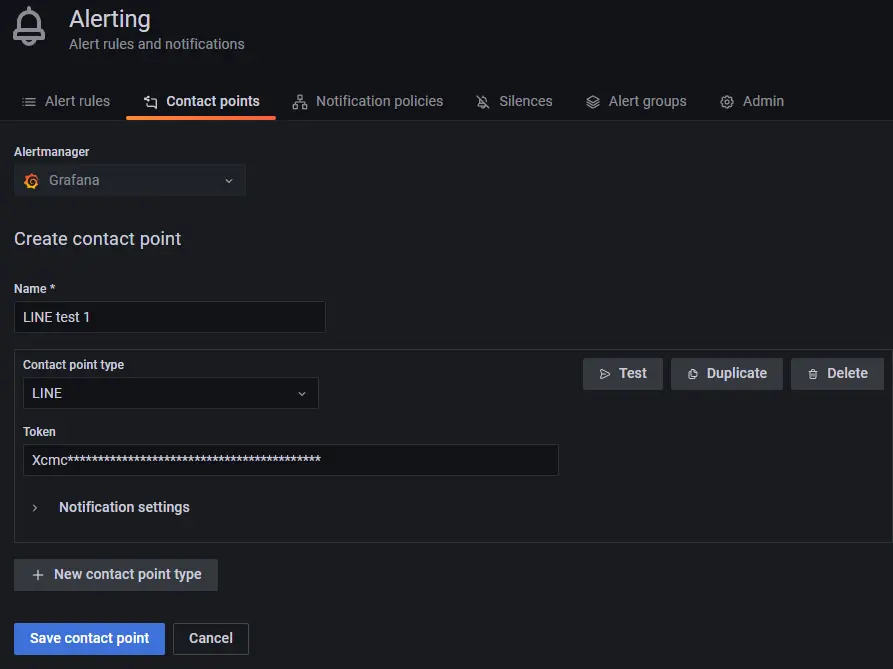 Alerting
Alert rules and notifications
Alert rules
Contact points
Notification policies
Silences
Alert groups
Admin
Alertmanager
Grafana
Create contact point
Name *
LINE test 1
Contact point type
LINE
Test
Duplicate
Delete
Token
Xcmc******************************************
Notification settings
New contact point type
Save contact point
Cancel